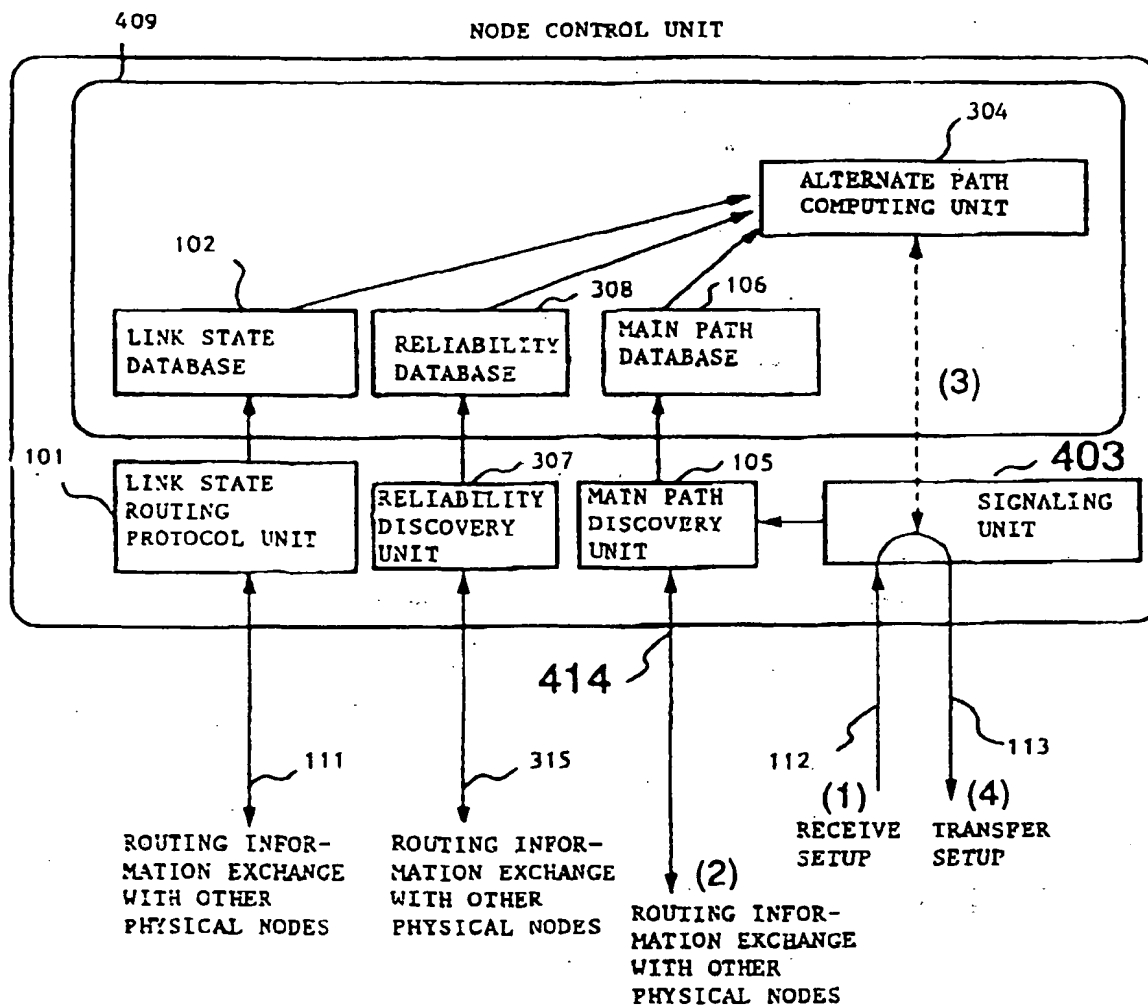 409
NODE CONTROL UNIT
304
ALTERNATE PATH
COMPUTING UNIT
102
308
106
LINK STATE
DATABASE
RELIABILITY
DATABASE
MAIN PATH
DATABASE
(3)
101
307
105
403
LINK STATE
ROUTING
PROTOCOL UNIT
RELIABILITY
DISCOVERY
UNIT
MAIN PATH
DISCOVERY
UNIT
SIGNALING
UNIT
414
111
315
112
113
(1)
(4)
ROUTING INFOR-
MATION EXCHANGE
WITH OTHER
PHYSICAL NODES
ROUTING INFOR-
MATION EXCHANGE
WITH OTHER
PHYSICAL NODES
(2)
ROUTING INFOR-
MATION EXCHANGE
WITH OTHER
PHYSICAL NODES
RECEIVE
SETUP
TRANSFER
SETUP